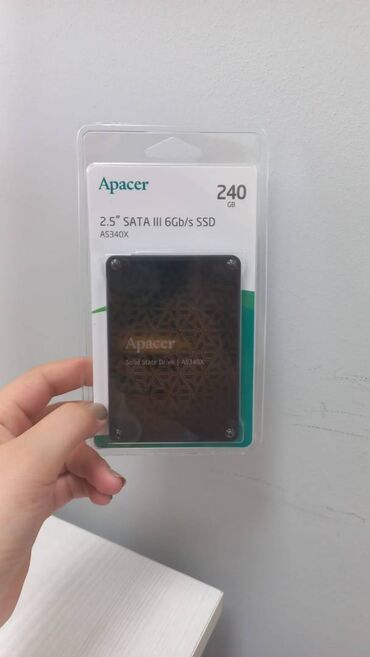 Apacer
240
GB
2.5" SATA III 6Gb/s SSD
AS340X
Apacer
Solid State Drive | AS340X